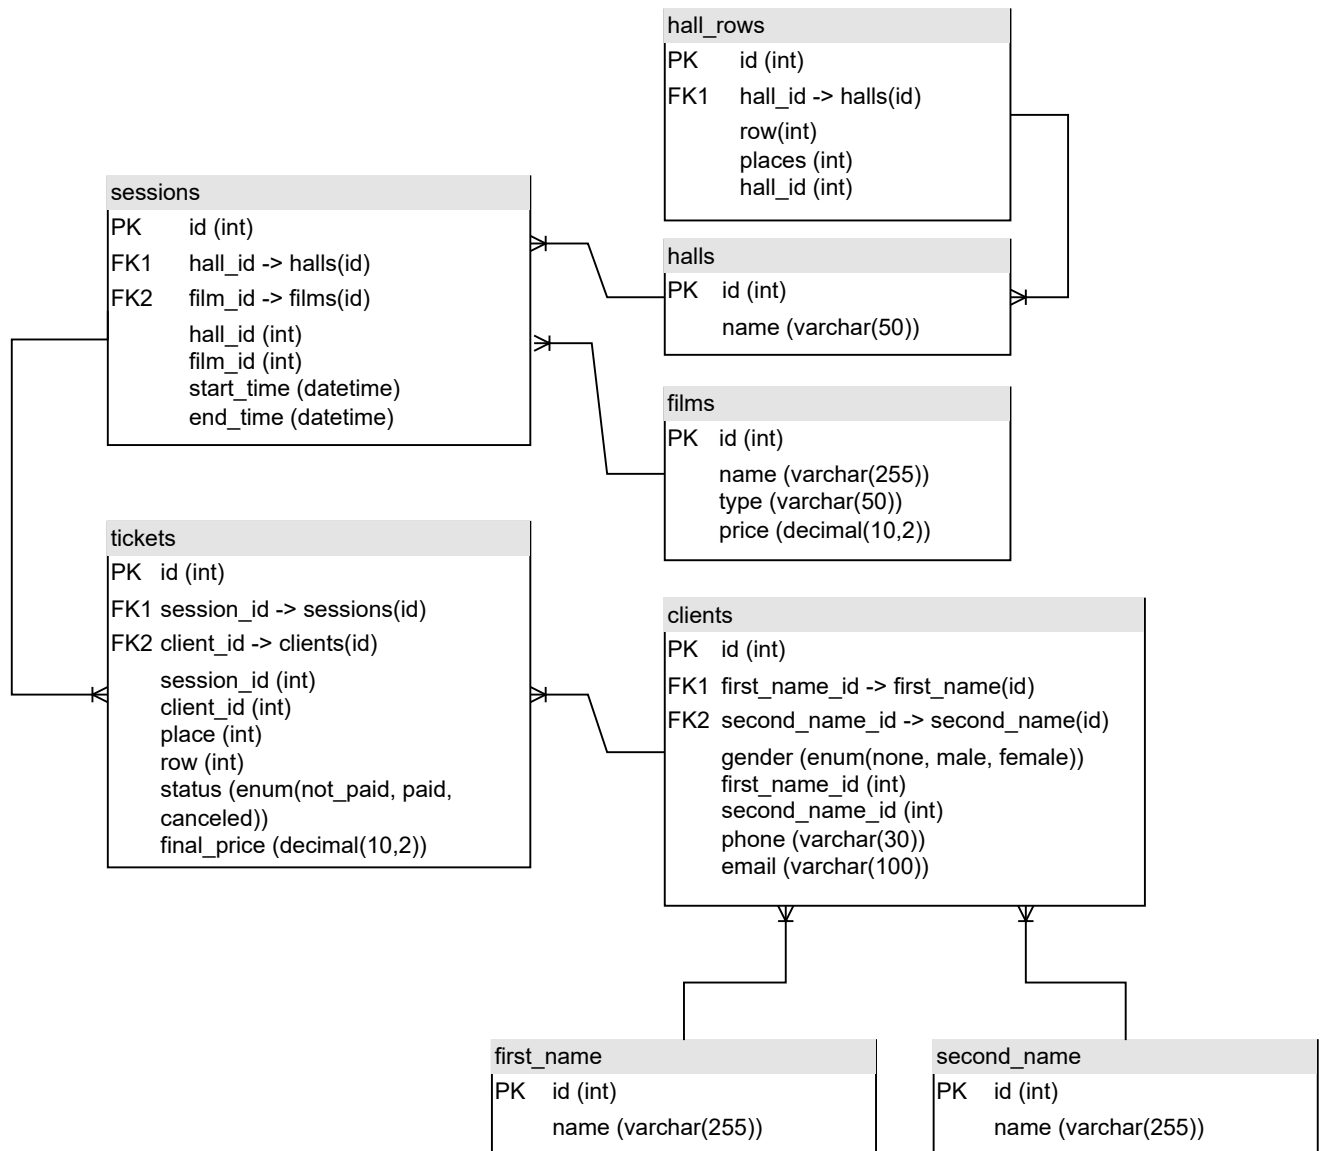 hall_rows
PK id (int)
FK1 hall_id -> halls(id)
row(int)
places (int)
hall_id (int)
sessions
PK id (int)
FK1 hall_id -> halls(id)
FK2 film_id -> films(id)
hall_id (int)
film_id (int)
start_time (datetime)
end_time (datetime)
halls
PK id (int)
name (varchar(50))
films
PK id (int)
name (varchar(255))
type (varchar(50))
price (decimal(10,2))
tickets
PK id (int)
FK1 session_id -> sessions(id)
FK2 client_id -> clients(id)
session_id (int)
client_id (int)
place (int)
row (int)
status (enum(not_paid, paid,
canceled))
final_price (decimal(10,2))
clients
PK id (int)
FK1 first_name_id -> first_name(id)
FK2 second_name_id -> second_name(id)
gender (enum(none, male, female))
first_name_id (int)
second_name_id (int)
phone (varchar(30))
email (varchar(100))
first_name
PK id (int)
name (varchar(255))
second_name
PK id (int)
name (varchar(255))